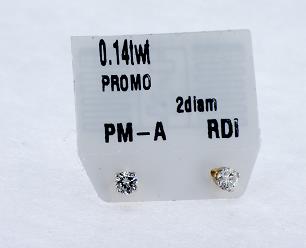 0.14twt
PROMO
2diam
PM-A RDI